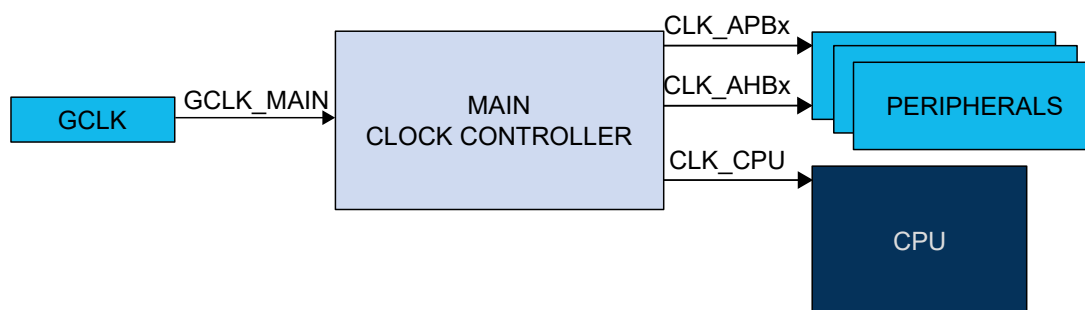 GCLK
GCLK_MAIN
MAIN
CLOCK CONTROLLER
CLK_APBx
CLK_AHBx
CLK_CPU
PERIPHERALS
CPU